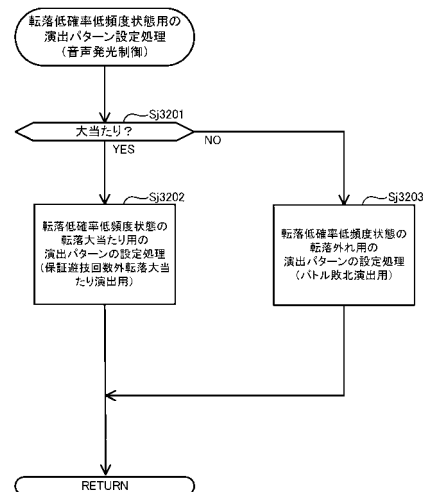 転落低確率低頻度状態用の
演出パターン設定処理
(音声発光制御)
Sj3201
大当たり？
YES
NO
Sj3202
転落低確率低頻度状態の
転落大当たり用の
演出パターンの設定処理
(保証遊技回数外転落大当
たり演出用)
Sj3203
転落低確率低頻度状態の
転落外れ用の
演出パターンの設定処理
(バトル敗北演出用)
RETURN